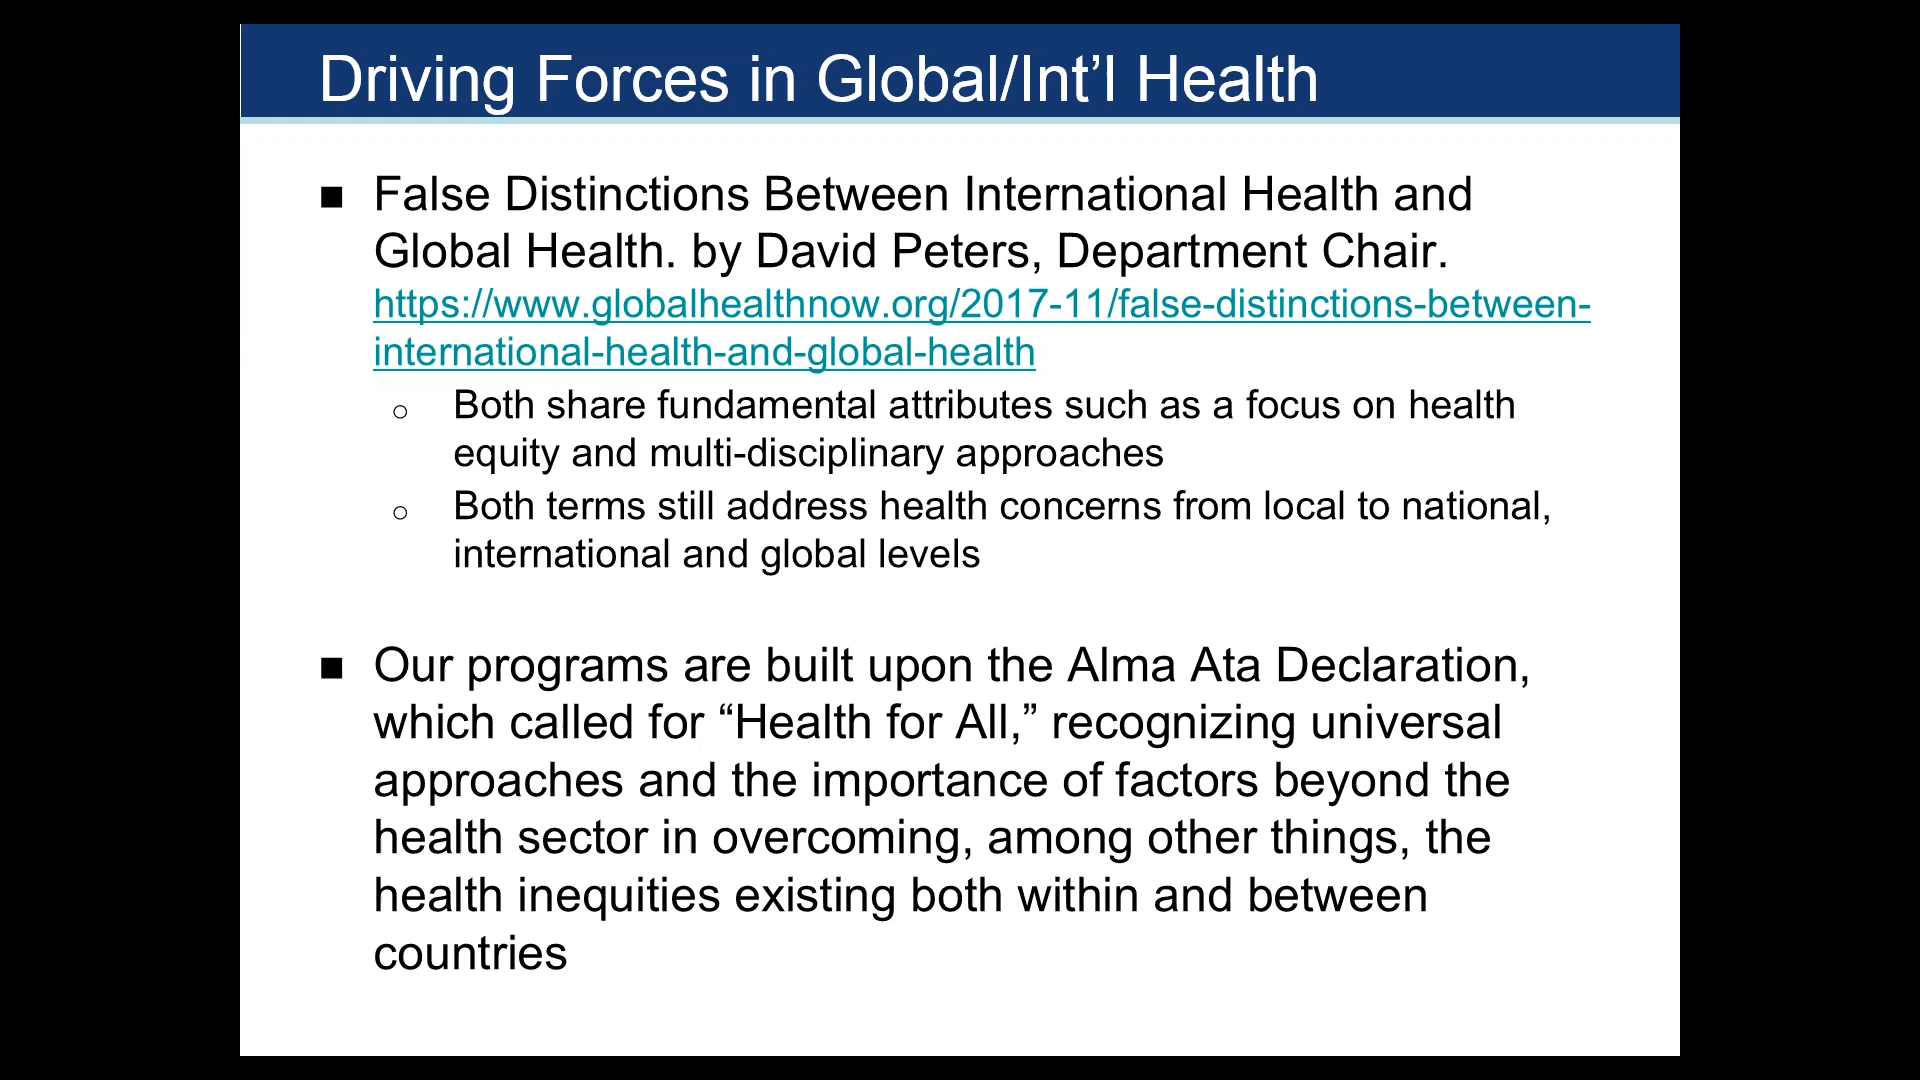 Driving Forces in Global/Int’l Health
■ False Distinctions Between International Health and
Global Health. by David Peters, Department Chair.
https://www.globalhealthnow.org/2017-11/false-distinctions-between-
international-health-and-global-health
○ Both share fundamental attributes such as a focus on health
equity and multi-disciplinary approaches
○ Both terms still address health concerns from local to national,
international and global levels
■ Our programs are built upon the Alma Ata Declaration,
which called for “Health for All,” recognizing universal
approaches and the importance of factors beyond the
health sector in overcoming, among other things, the
health inequities existing both within and between
countries